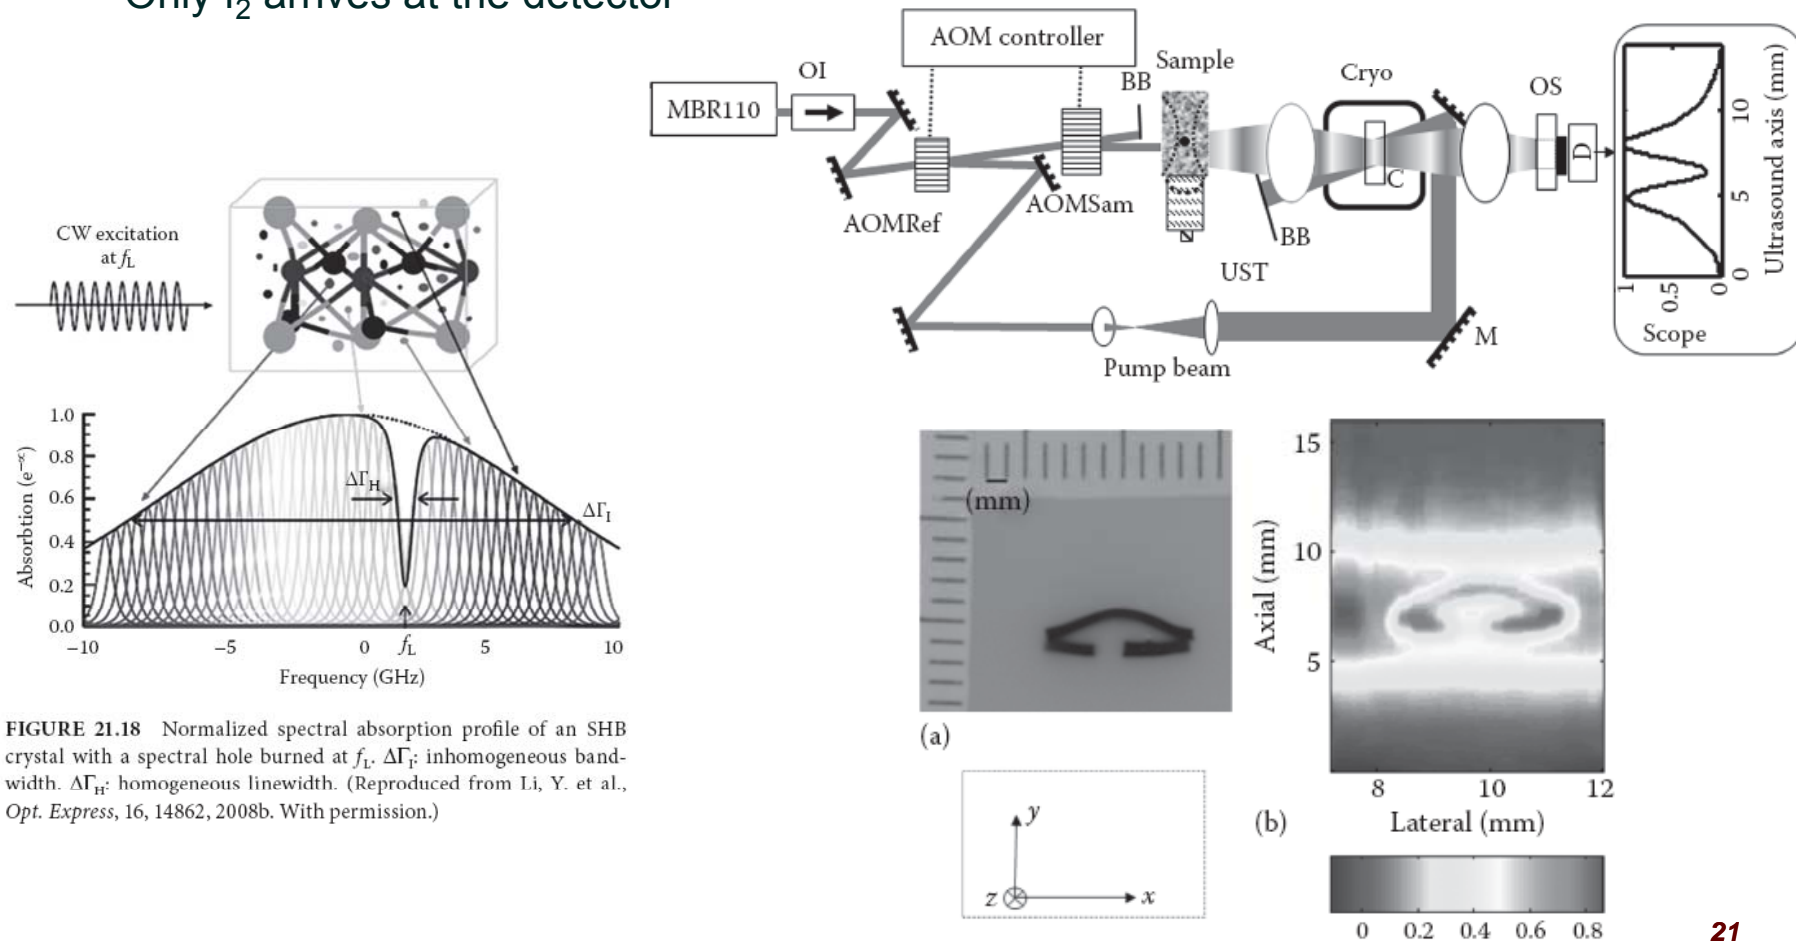 Only I₂ arrives at the detector
CW excitation
at fL
1.0
0.8
0.6
0.4
0.2
0.0
Absorbtion (e⁻∝)
ΔΓH
ΔΓI
−10
−5
0
fL
5
10
Frequency (GHz)
FIGURE 21.18 Normalized spectral absorption profile of an SHB
crystal with a spectral hole burned at fL. ΔΓI: inhomogeneous band-
width. ΔΓH: homogeneous linewidth. (Reproduced from Li, Y. et al.,
Opt. Express, 16, 14862, 2008b. With permission.)
AOM controller
MBR110
OI
BB
Sample
Cryo
OS
D
C
AOMRef
AOMSam
BB
UST
Pump beam
M
Scope
1
0.5
0
0
5
10
Ultrasound axis (mm)
(mm)
(a)
y
z
x
15
10
5
Axial (mm)
8
10
12
(b)
Lateral (mm)
0
0.2
0.4
0.6
0.8
21